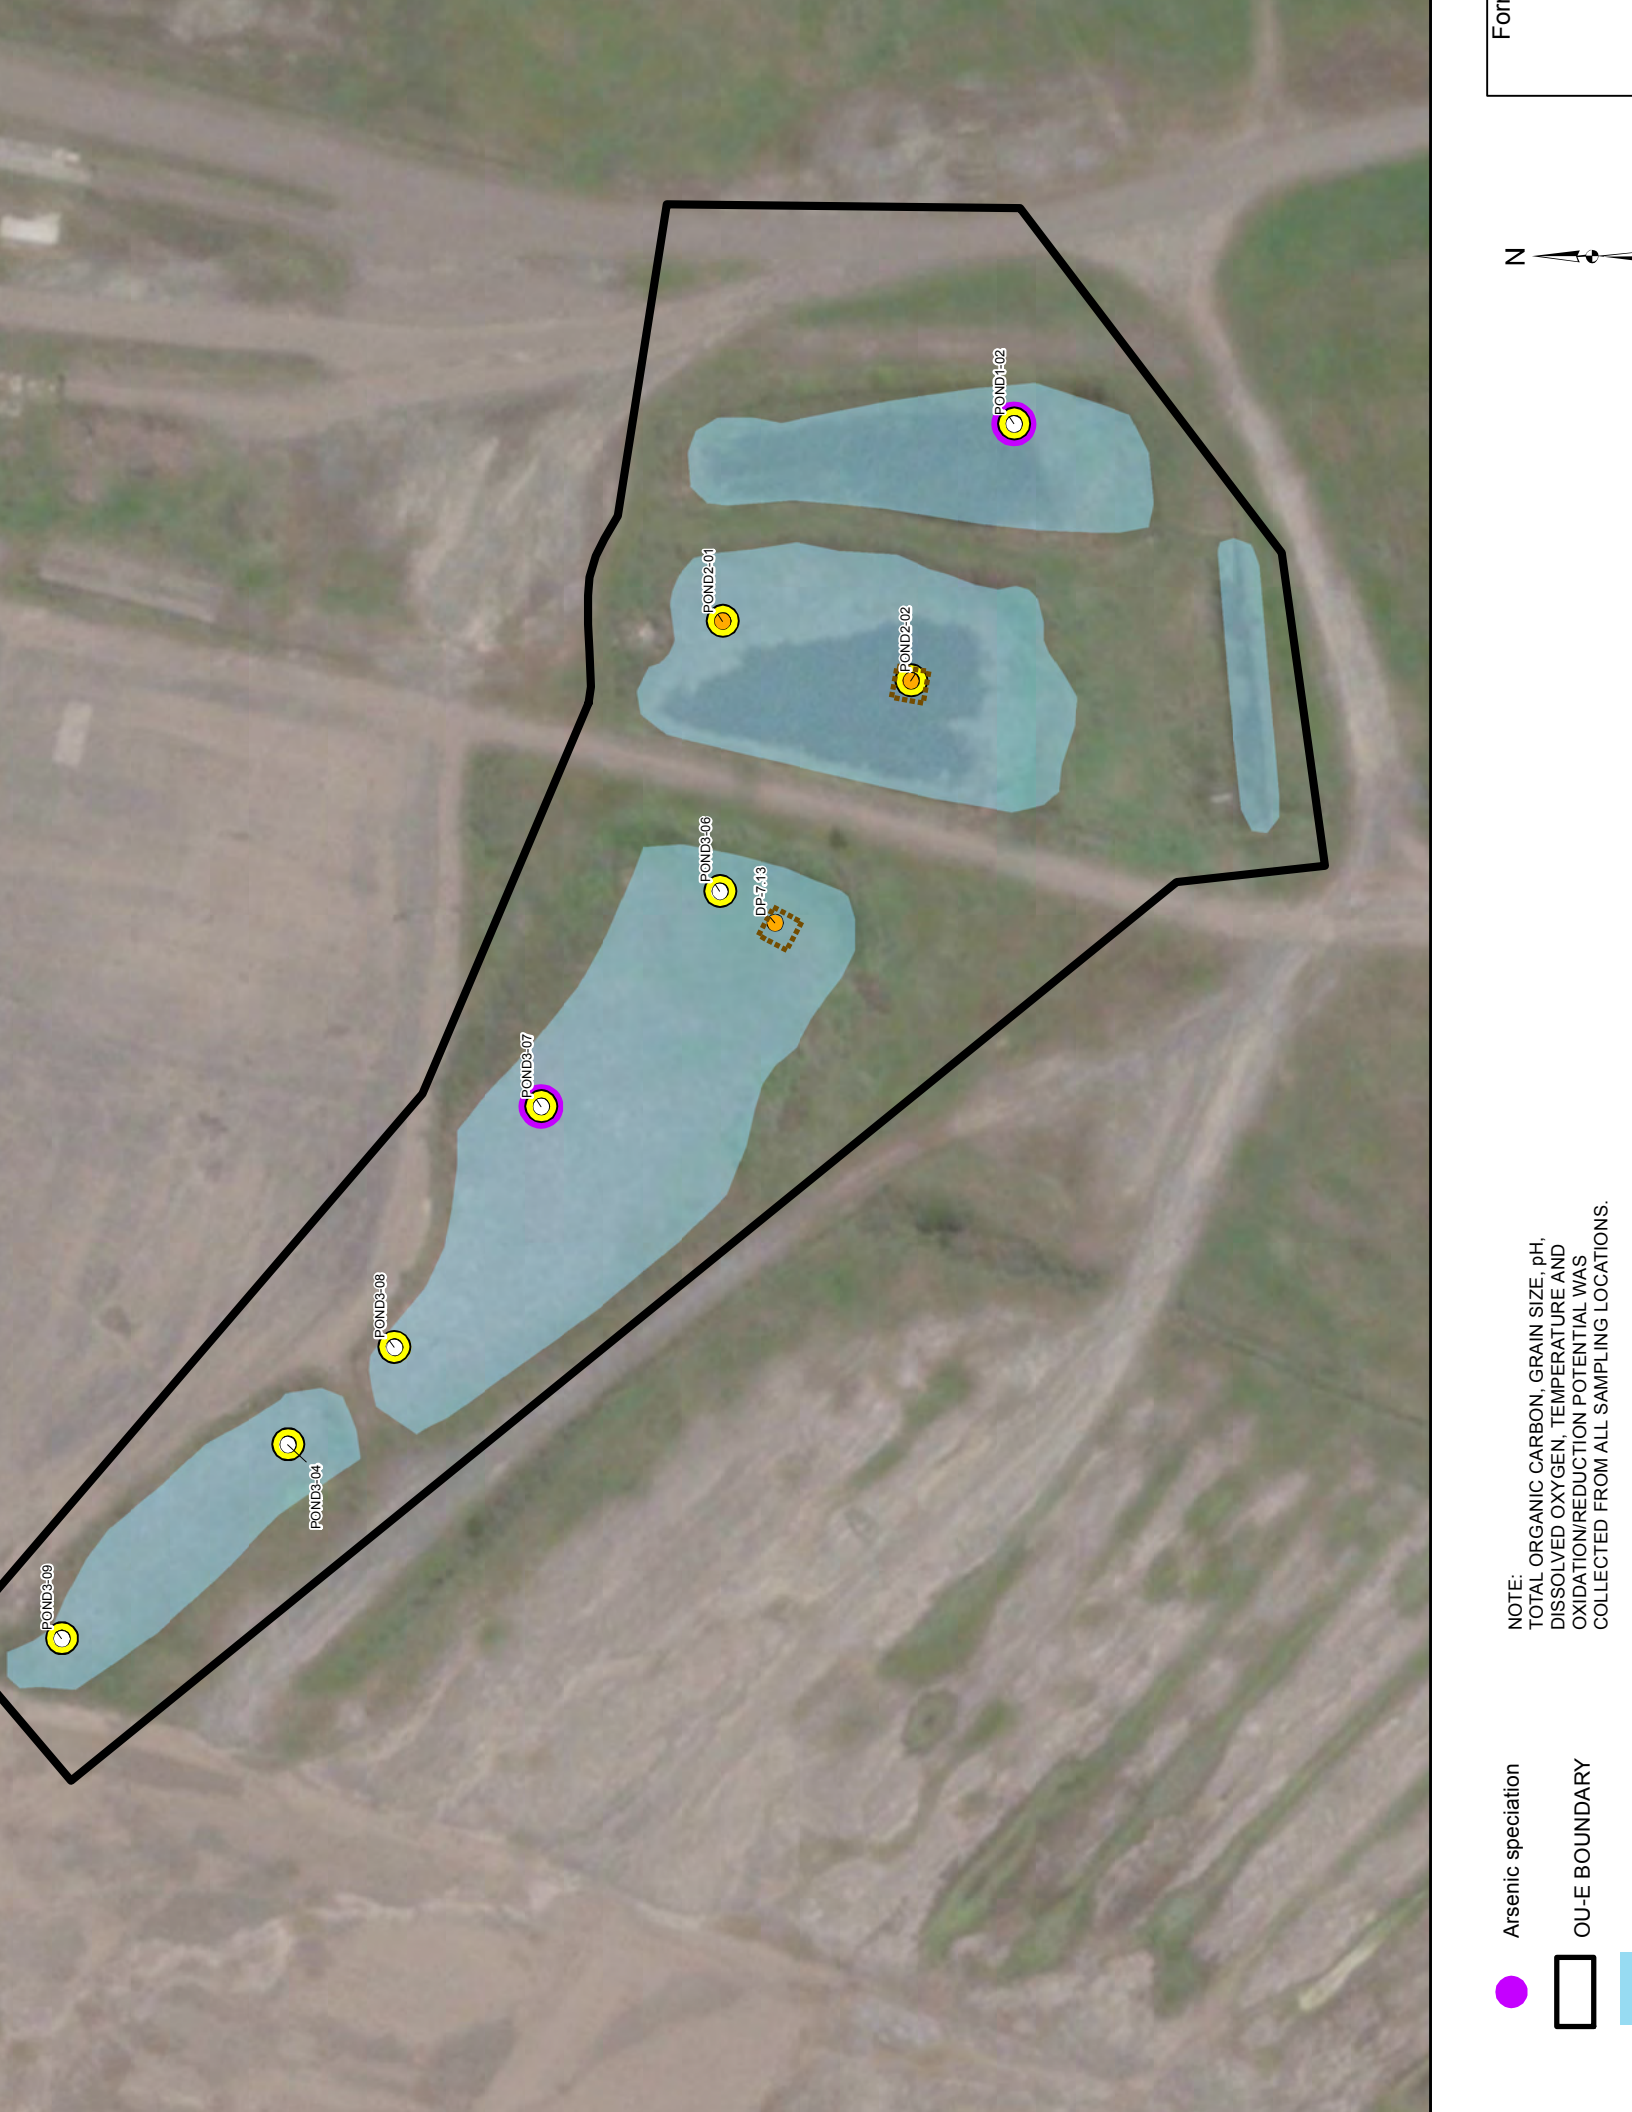 POND3-09
POND3-04
POND3-08
POND3-07
POND3-06
DP-7.13
POND2-01
POND2-02
POND1-02
N
NOTE:
TOTAL ORGANIC CARBON, GRAIN SIZE, pH,
DISSOLVED OXYGEN, TEMPERATURE AND
OXIDATION/REDUCTION POTENTIAL WAS
COLLECTED FROM ALL SAMPLING LOCATIONS.
Arsenic speciation
OU-E BOUNDARY